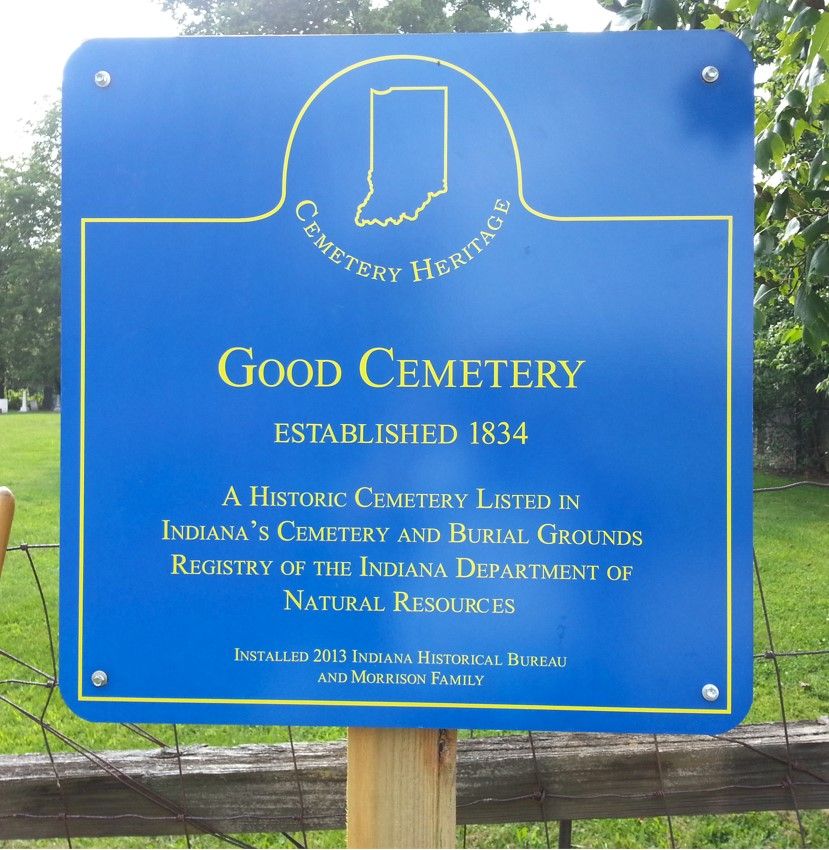 Cemetery Heritage
Good Cemetery
established 1834
A Historic Cemetery Listed in
Indiana's Cemetery and Burial Grounds
Registry of the Indiana Department of
Natural Resources
Installed 2013 Indiana Historical Bureau
and Morrison Family